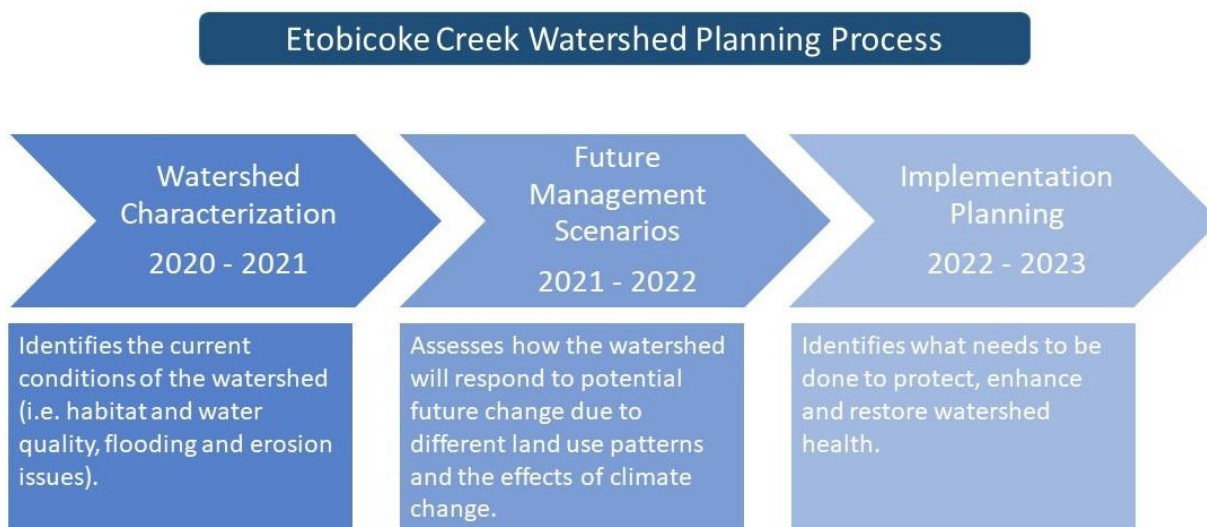 Etobicoke Creek Watershed Planning Process
Watershed
Characterization
2020 - 2021
Future
Management
Scenarios
2021 - 2022
Implementation
Planning
2022 - 2023
Identifies the current
conditions of the watershed
(i.e. habitat and water
quality, flooding and erosion
issues).
Assesses how the watershed
will respond to potential
future change due to
different land use patterns
and the effects of climate
change.
Identifies what needs to be
done to protect, enhance
and restore watershed
health.